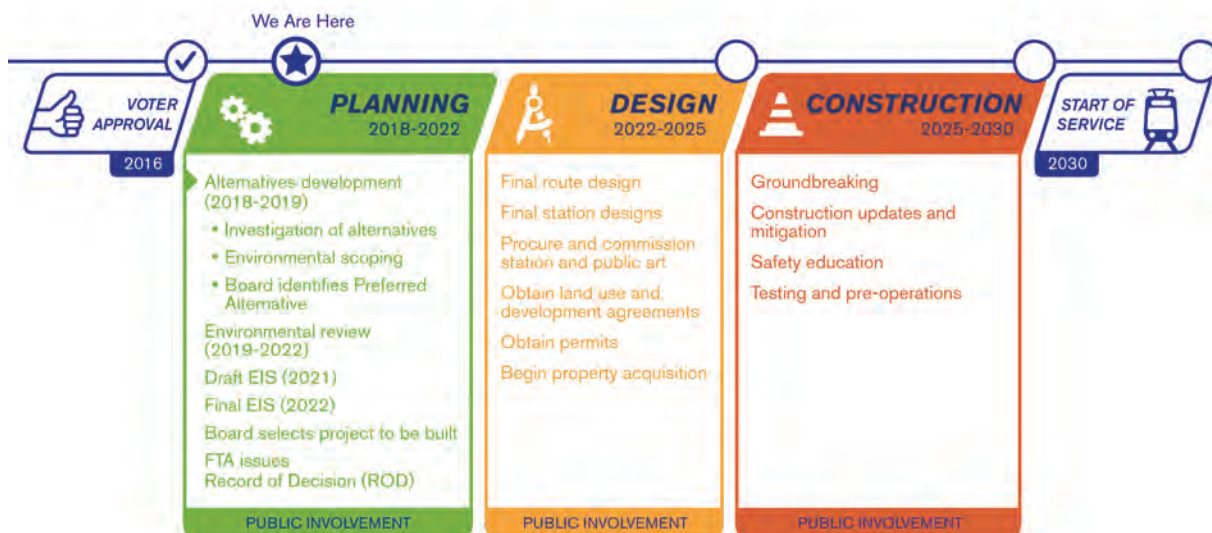 We Are Here
VOTER
APPROVAL
2016
PLANNING
2018-2022
Alternatives development
(2018-2019)
• Investigation of alternatives
• Environmental scoping
• Board identifies Preferred
Alternative
Environmental review
(2019-2022)
Draft EIS (2021)
Final EIS (2022)
Board selects project to be built
FTA issues
Record of Decision (ROD)
PUBLIC INVOLVEMENT
DESIGN
2022-2025
Final route design
Final station designs
Procure and commission
station and public art
Obtain land use and
development agreements
Obtain permits
Begin property acquisition
PUBLIC INVOLVEMENT
CONSTRUCTION
2025-2030
Groundbreaking
Construction updates and
mitigation
Safety education
Testing and pre-operations
PUBLIC INVOLVEMENT
START OF
SERVICE
2030